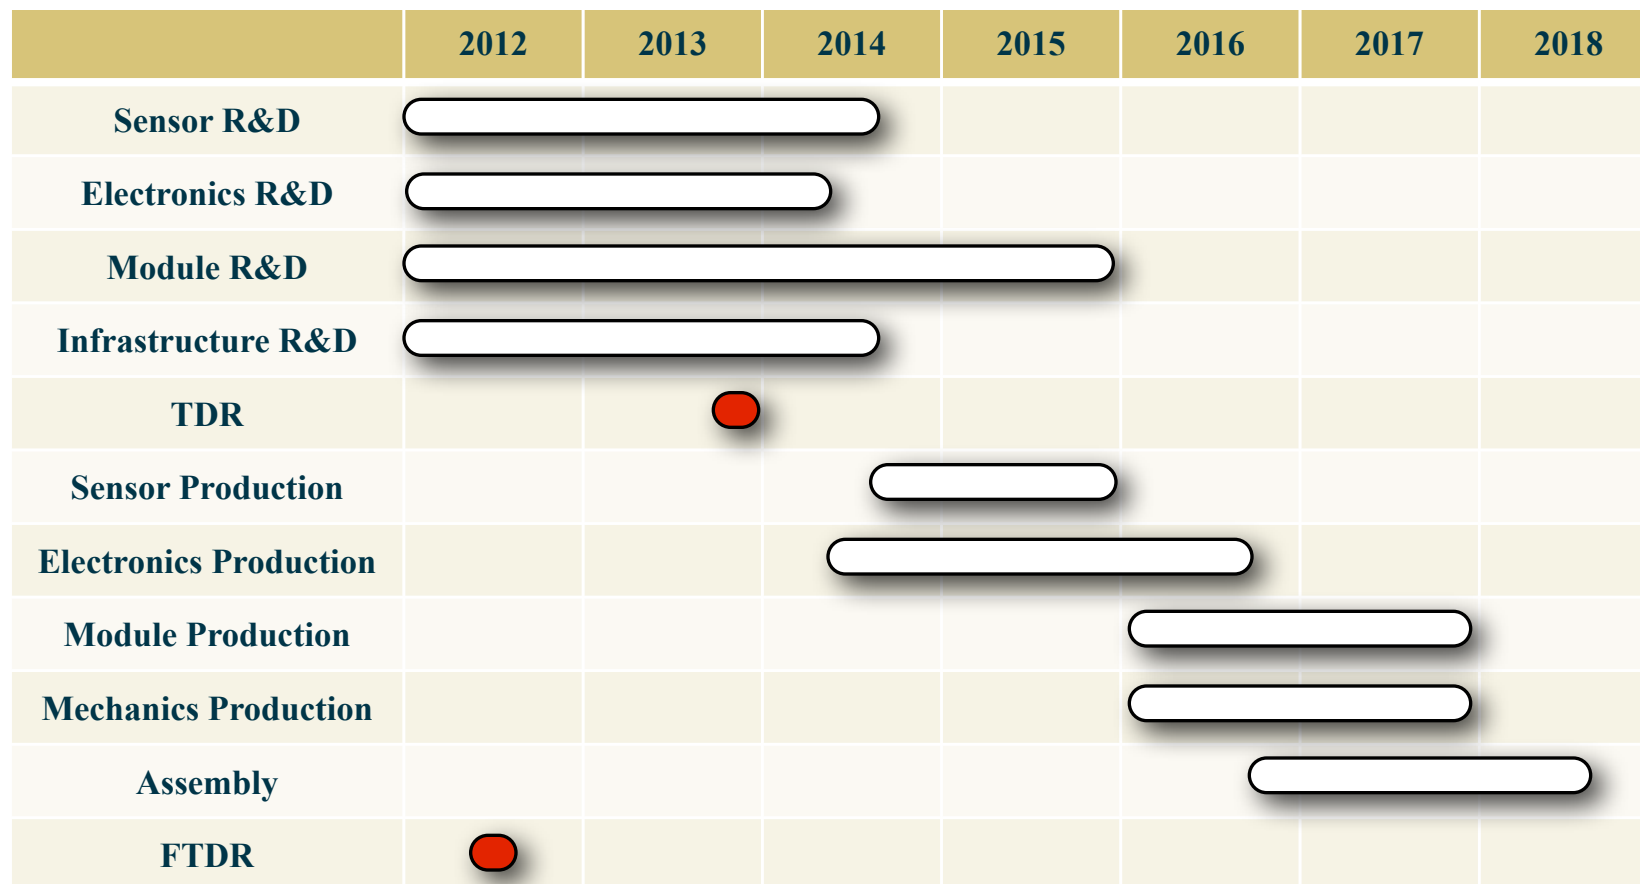 2012 2013 2014 2015 2016 2017 2018
Sensor R&D
Electronics R&D
Module R&D
Infrastructure R&D
TDR
Sensor Production
Electronics Production
Module Production
Mechanics Production
Assembly
FTDR